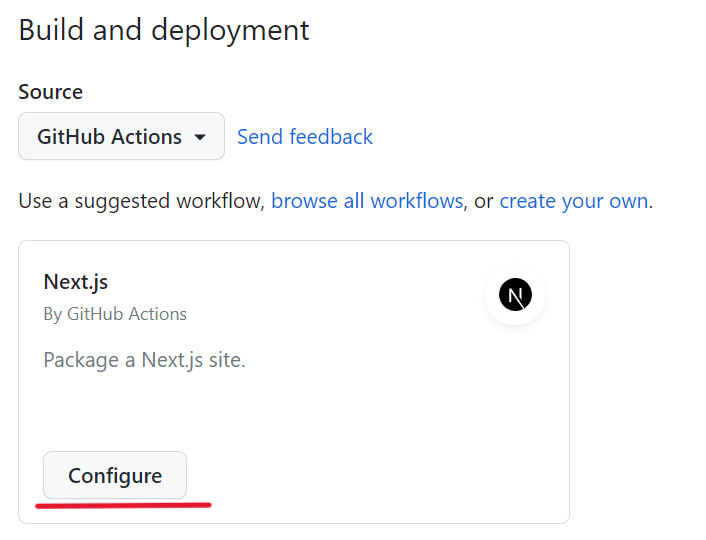 Build and deployment
Source
GitHub Actions Send feedback
Use a suggested workflow, browse all workflows, or create your own.
Next.js
N
By GitHub Actions
Package a Next.js site.
Configure